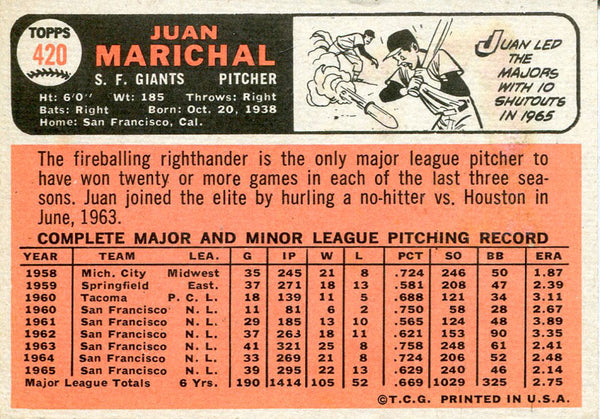 TOPPS
420
JUAN
MARICHAL
S. F. GIANTS PITCHER
Ht: 6'0" Wt: 185 Throws: Right
Bats: Right Born: Oct. 20, 1938
Home: San Francisco, Cal.
JUAN LED
THE
MAJORS
WITH 10
SHUTOUTS
IN 1965
The fireballing righthander is the only major league pitcher to
have won twenty or more games in each of the last three sea-
sons. Juan joined the elite by hurling a no-hitter vs. Houston in
June, 1963.
COMPLETE MAJOR AND MINOR LEAGUE PITCHING RECORD
YEAR TEAM LEA. G IP W L PCT SO BB ERA
1958 Mich. City Midwest 35 245 21 8 .724 246 50 1.87
1959 Springfield East. 37 271 18 13 .581 208 47 2.39
1960 Tacoma P. C. L. 18 139 11 5 .688 121 34 3.11
1960 San Francisco N. L. 11 81 6 2 .750 58 28 2.67
1961 San Francisco N. L. 29 185 13 10 .565 124 48 3.89
1962 San Francisco N. L. 37 263 18 11 .621 153 90 3.35
1963 San Francisco N. L. 41 321 25 8 .758 248 61 2.41
1964 San Francisco N. L. 33 269 21 8 .724 206 52 2.48
1965 San Francisco N. L. 39 295 22 13 .629 240 46 2.14
Major League Totals 6 Yrs. 190 1414 105 52 .669 1029 325 2.75
©T.C.G. PRINTED IN U.S.A.